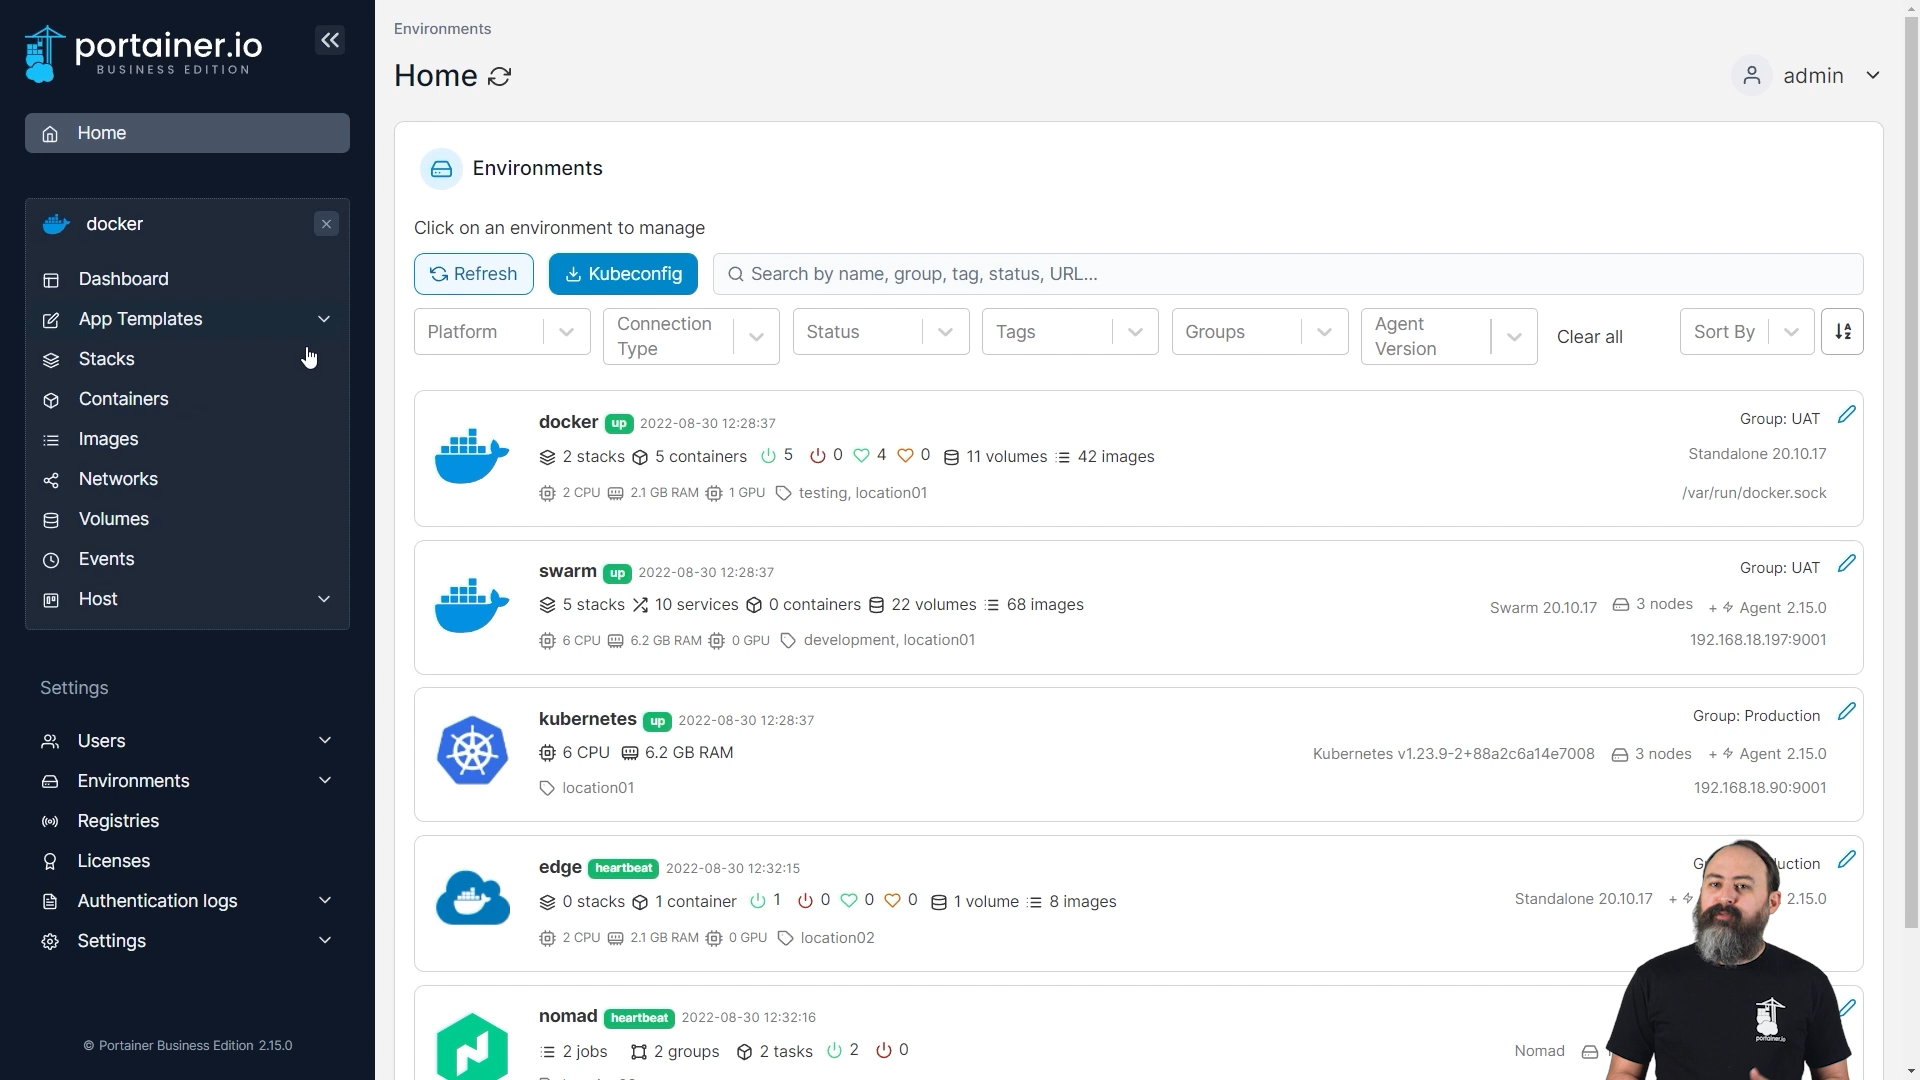 portainer.io
BUSINESS EDITION
Home
docker
Dashboard
App Templates
Stacks
Containers
Images
Networks
Volumes
Events
Host
Settings
Users
Environments
Registries
Licenses
Authentication logs
Settings
© Portainer Business Edition 2.15.0
Environments
Home
admin
Environments
Click on an environment to manage
Refresh
Kubeconfig
Search by name, group, tag, status, URL...
Platform
Connection
Type
Status
Tags
Groups
Agent
Version
Clear all
Sort By
docker up 2022-08-30 12:28:37
Group: UAT
2 stacks 5 containers 5 0 4 0 11 volumes 42 images
Standalone 20.10.17
2 CPU 2.1 GB RAM 1 GPU testing, location01
/var/run/docker.sock
swarm up 2022-08-30 12:28:37
Group: UAT
5 stacks 10 services 0 containers 22 volumes 68 images
Swarm 20.10.17 3 nodes + Agent 2.15.0
6 CPU 6.2 GB RAM 0 GPU development, location01
192.168.18.197:9001
kubernetes up 2022-08-30 12:28:37
Group: Production
6 CPU 6.2 GB RAM
Kubernetes v1.23.9-2+88a2c6a14e7008 3 nodes + Agent 2.15.0
location01
192.168.18.90:9001
edge heartbeat 2022-08-30 12:32:15
0 stacks 1 container 1 0 0 0 1 volume 8 images
Standalone 20.10.17 + 2.15.0
2 CPU 2.1 GB RAM 0 GPU location02
nomad heartbeat 2022-08-30 12:32:16
2 jobs 2 groups 2 tasks 2 0
Nomad
portainer.io